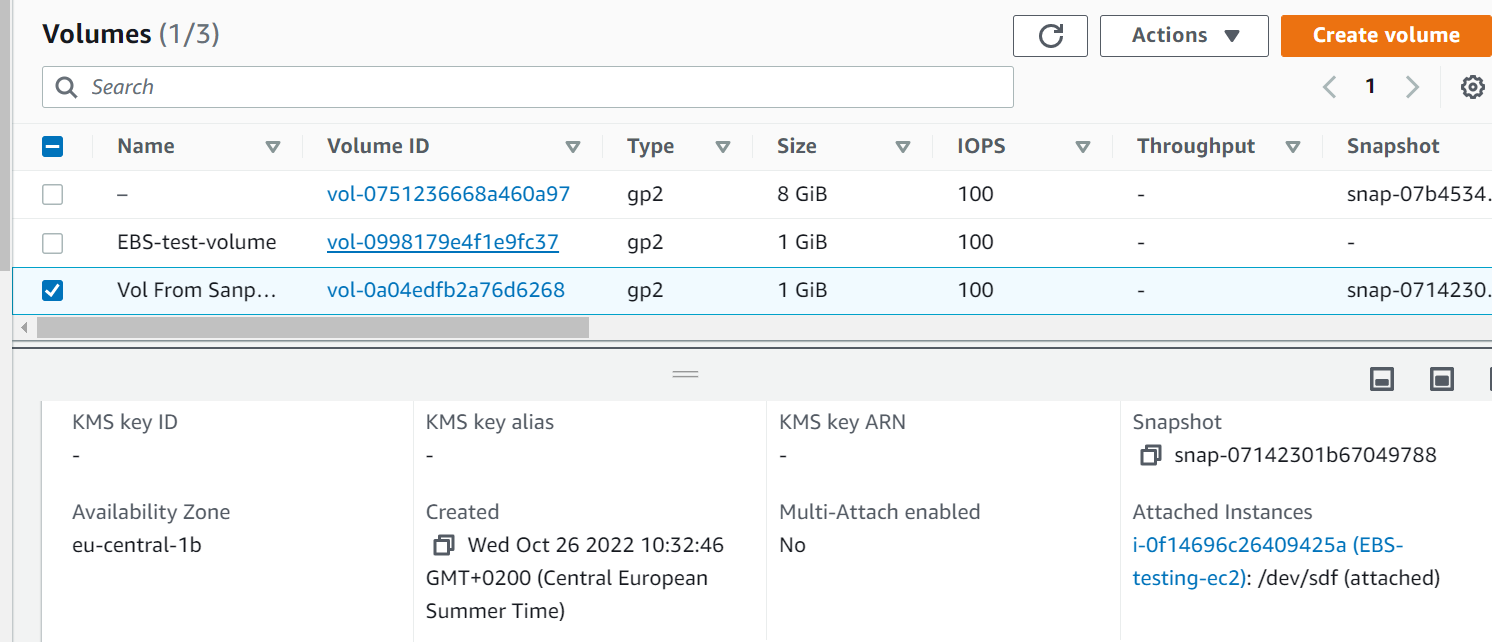 Volumes (1/3)
Actions
Create volume
Search
1
Name Volume ID Type Size IOPS Throughput Snapshot
– vol-0751236668a460a97 gp2 8 GiB 100 - snap-07b4534.
EBS-test-volume vol-0998179e4f1e9fc37 gp2 1 GiB 100 - -
Vol From Sanp... vol-0a04edfb2a76d6268 gp2 1 GiB 100 - snap-0714230.
KMS key ID KMS key alias KMS key ARN Snapshot
- - - snap-07142301b67049788
Availability Zone Created Multi-Attach enabled Attached Instances
eu-central-1b Wed Oct 26 2022 10:32:46 No i-0f14696c26409425a (EBS-
GMT+0200 (Central European testing-ec2): /dev/sdf (attached)
Summer Time)